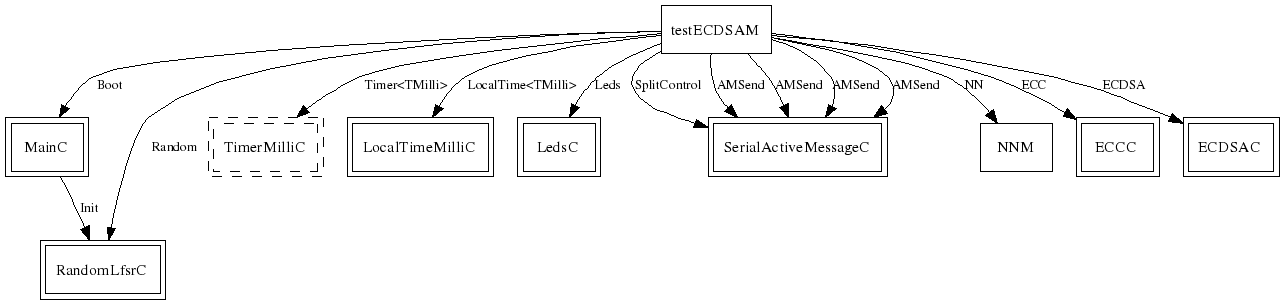 testECDSAM
Boot
Timer<TMilli>
LocalTime<TMilli>
Leds
SplitControl
AMSend
AMSend
AMSend
AMSend
NN
ECC
ECDSA
MainC
Random
TimerMilliC
LocalTimeMilliC
LedsC
SerialActiveMessageC
NNM
ECCC
ECDSAC
Init
RandomLfsrC